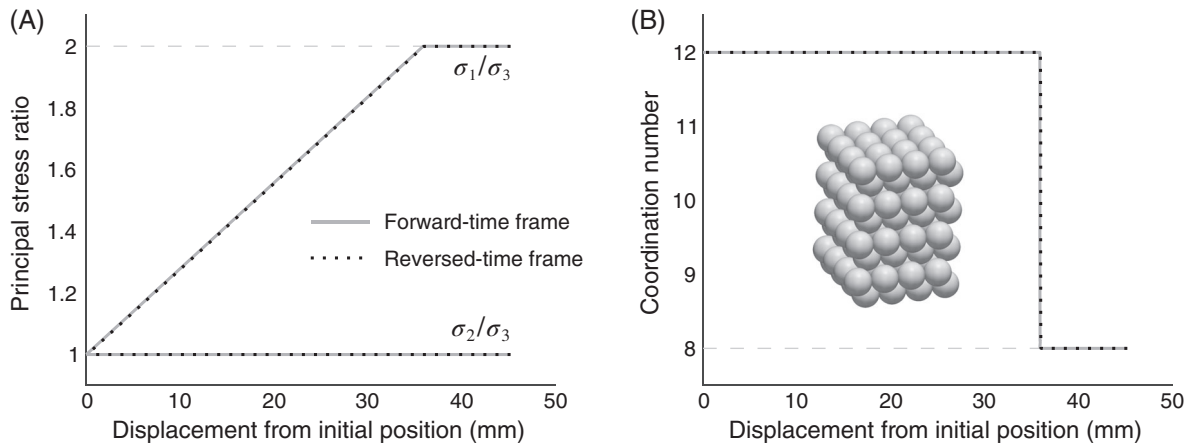 (A)
Principal stress ratio
2
1.8
1.6
1.4
1.2
1
σ₁/σ₃
Forward-time frame
Reversed-time frame
σ₂/σ₃
0 10 20 30 40 50
Displacement from initial position (mm)
(B)
Coordination number
12
11
10
9
8
0 10 20 30 40 50
Displacement from initial position (mm)